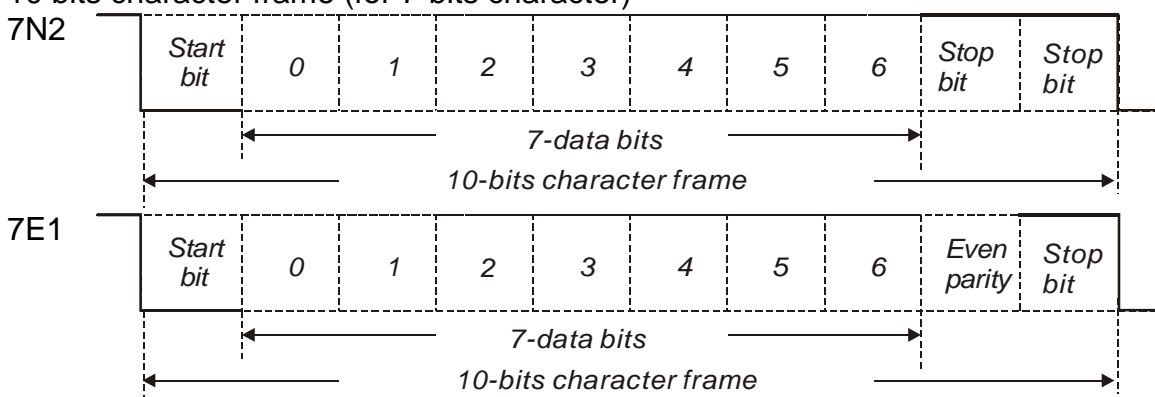 10-bits character frame (for 7-bits character)
7N2
Start bit 0 1 2 3 4 5 6 Stop bit Stop bit
7-data bits
10-bits character frame
7E1
Start bit 0 1 2 3 4 5 6 Even parity Stop bit
7-data bits
10-bits character frame